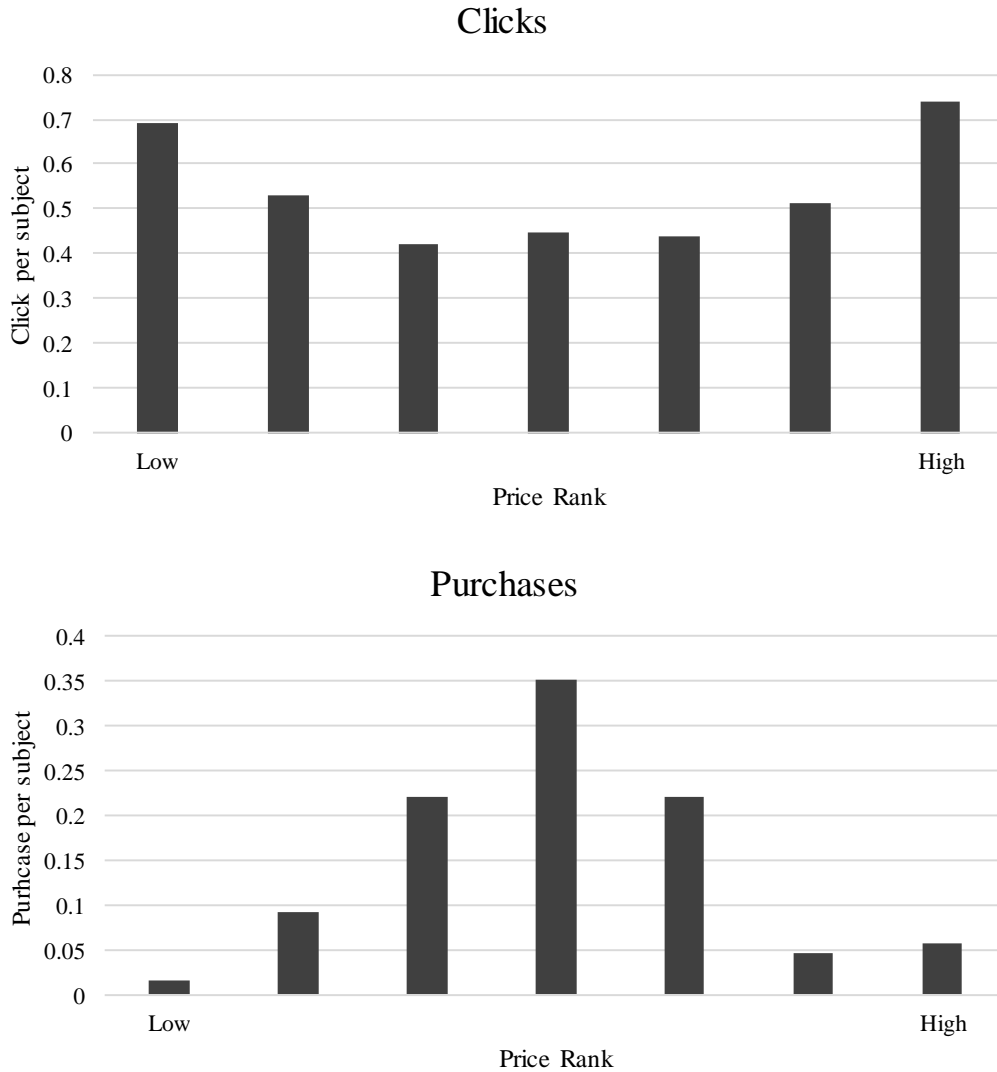 Clicks
0.8
0.7
0.6
0.5
0.4
0.3
0.2
0.1
0
Click per subject
Low
High
Price Rank
Purchases
0.4
0.35
0.3
0.25
0.2
0.15
0.1
0.05
0
Purhcase per subject
Low
High
Price Rank